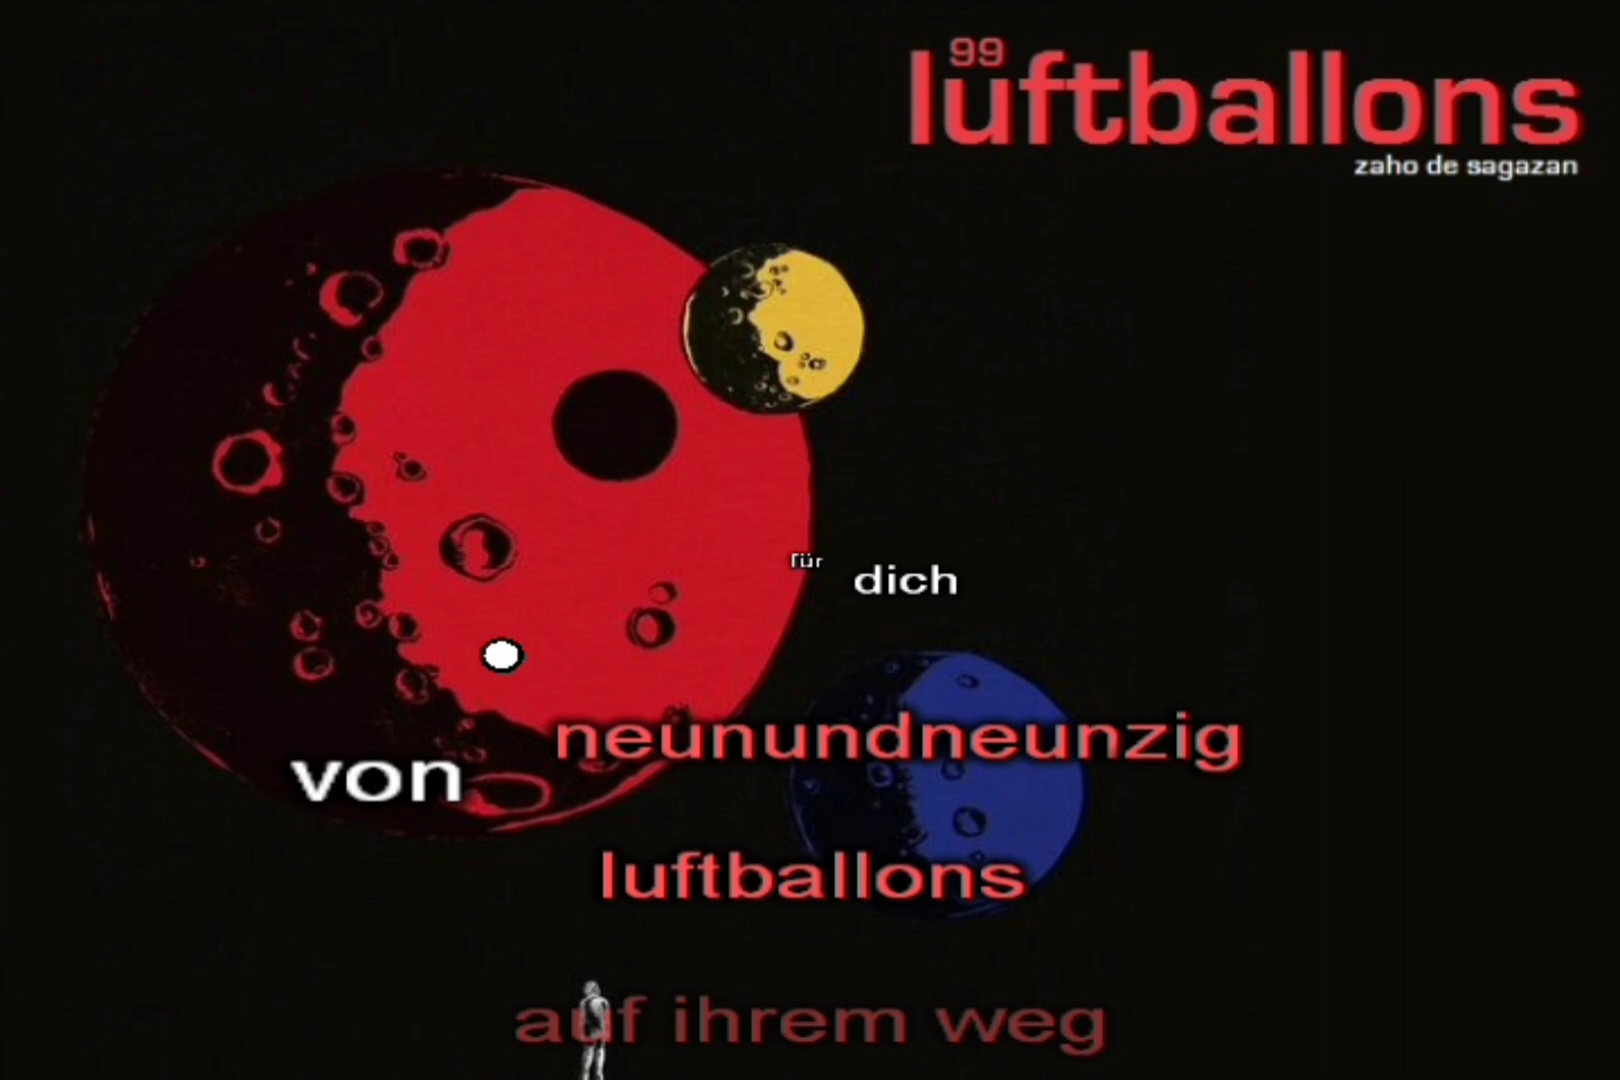 99
luftballons
zaho de sagazan
für dich
von neunundneunzig
luftballons
auf ihrem weg